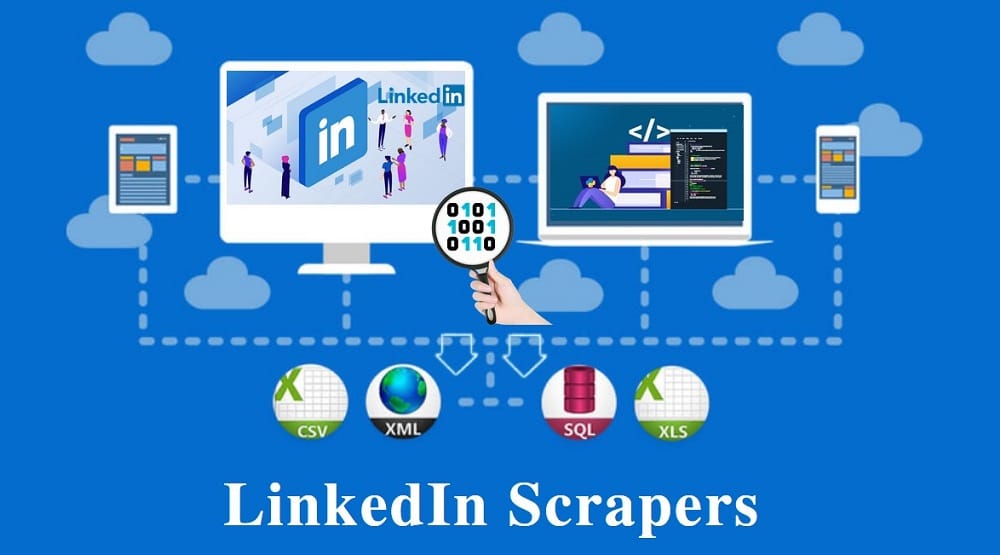 LinkedIn
in
</>
0101
1001
0110
CSV
XML
SQL
XLS
LinkedIn Scrapers